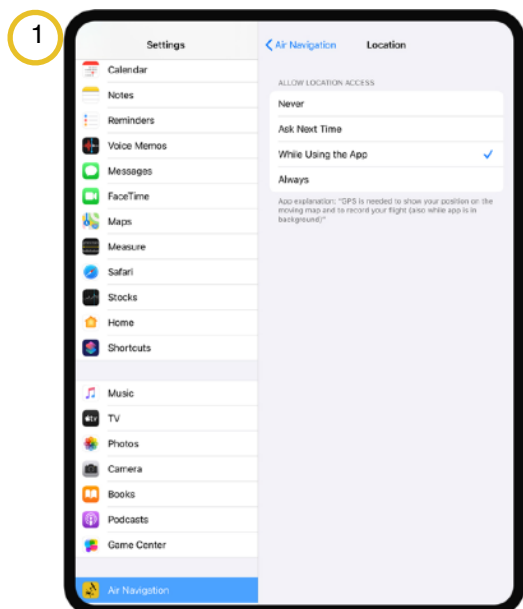 1
Settings
Calendar
Notes
Reminders
Voice Memos
Messages
FaceTime
Maps
Measure
Safari
Stocks
Home
Shortcuts
Music
tv
TV
Photos
Camera
Books
Podcasts
Game Center
Air Navigation
Air Navigation
Location
ALLOW LOCATION ACCESS
Never
Ask Next Time
While Using the App
Always
App explanation: "GPS is needed to show your position on the
moving map and to record your flight (also while app is in
background)"